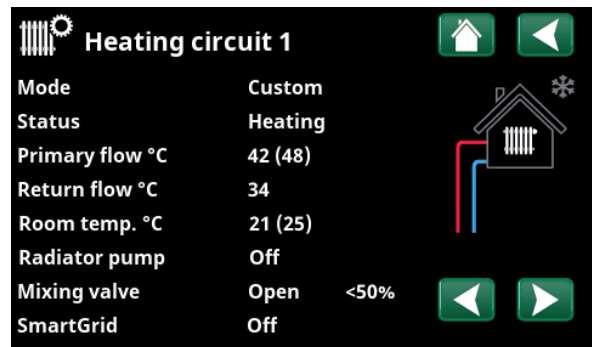 Heating circuit 1
Mode Custom
Status Heating
Primary flow °C 42 (48)
Return flow °C 34
Room temp. °C 21 (25)
Radiator pump Off
Mixing valve Open <50%
SmartGrid Off